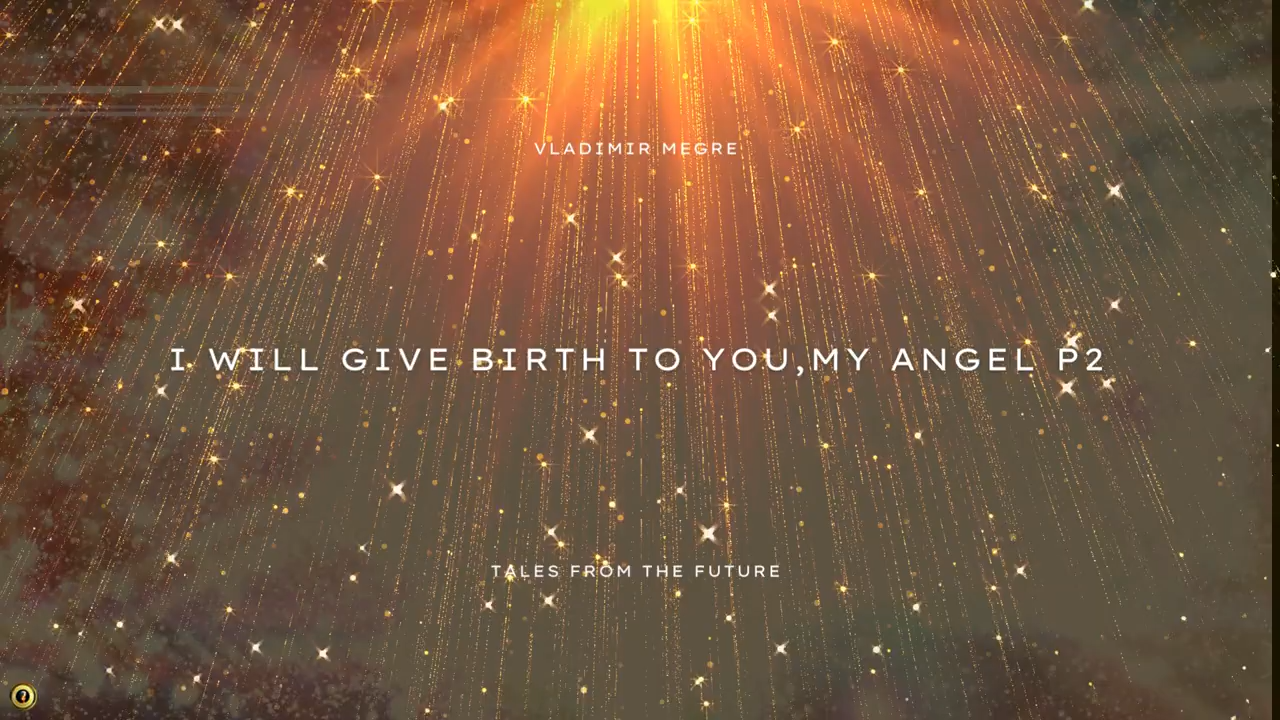 VLADIMIR MEGRE
I WILL GIVE BIRTH TO YOU,MY ANGEL P2
TALES FROM THE FUTURE